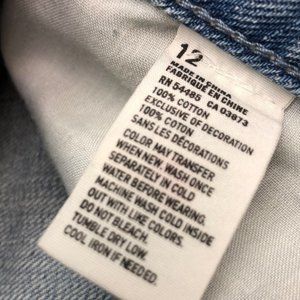 12
MADE IN CHINA
FABRIQUÉ EN CHINE
RN 54485 CA 03873
100% COTTON
EXCLUSIVE OF DECORATION
100% COTON
SANS LES DÉCORATIONS
COLOR MAY TRANSFER
WHEN NEW. WASH ONCE
SEPARATELY IN COLD
WATER BEFORE WEARING.
MACHINE WASH COLD INSIDE
OUT WITH LIKE COLORS.
DO NOT BLEACH.
TUMBLE DRY LOW.
COOL IRON IF NEEDED.